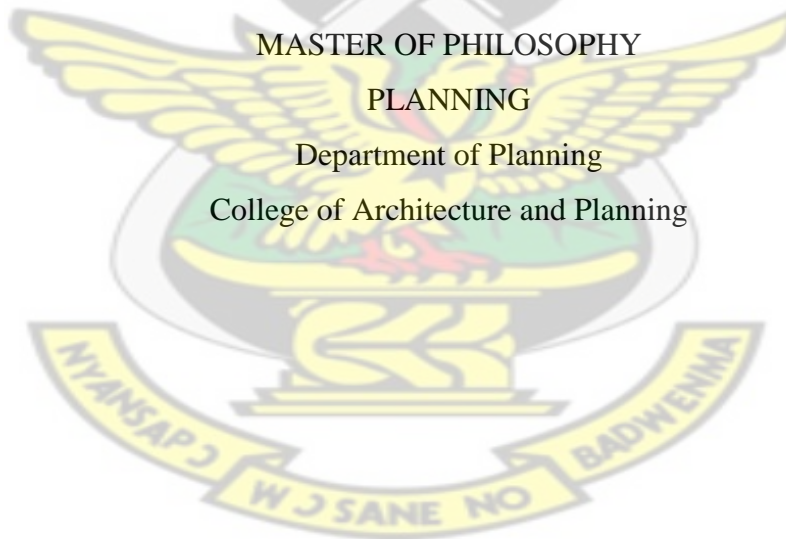 MASTER OF PHILOSOPHY
PLANNING
Department of Planning
College of Architecture and Planning
NYANSAPƆ WƆSANE NO BADWENMA